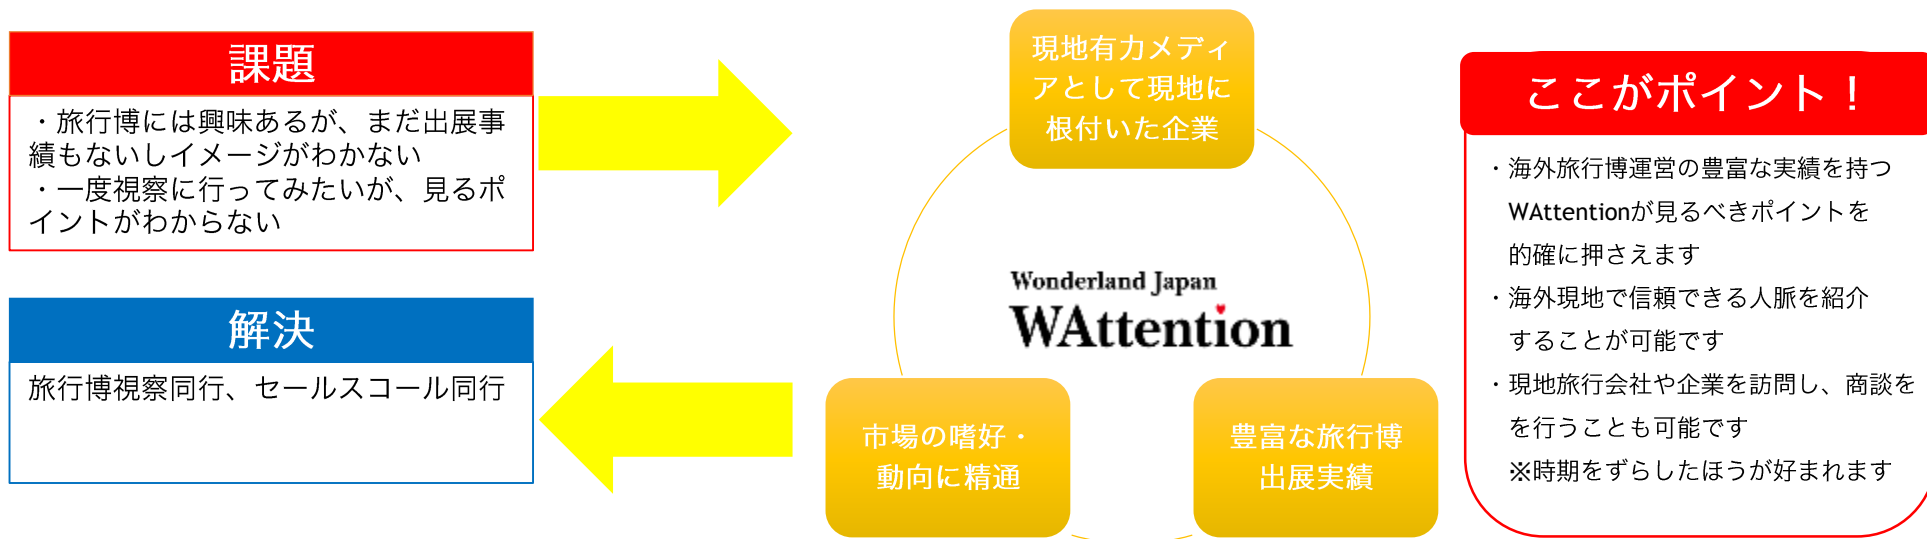 課題
・旅行博には興味あるが、まだ出展事
績もないしイメージがわかない
・一度視察に行ってみたいが、見るポ
イントがわからない
解決
旅行博視察同行、セールスコール同行
現地有力メディ
アとして現地に
根付いた企業
Wonderland Japan
WAttention
市場の嗜好・
動向に精通
豊富な旅行博
出展実績
ここがポイント！
・海外旅行博運営の豊富な実績を持つ
WAttentionが見るべきポイントを
的確に押さえます
・海外現地で信頼できる人脈を紹介
することが可能です
・現地旅行会社や企業を訪問し、商談を
を行うことも可能です
※時期をずらしたほうが好まれます